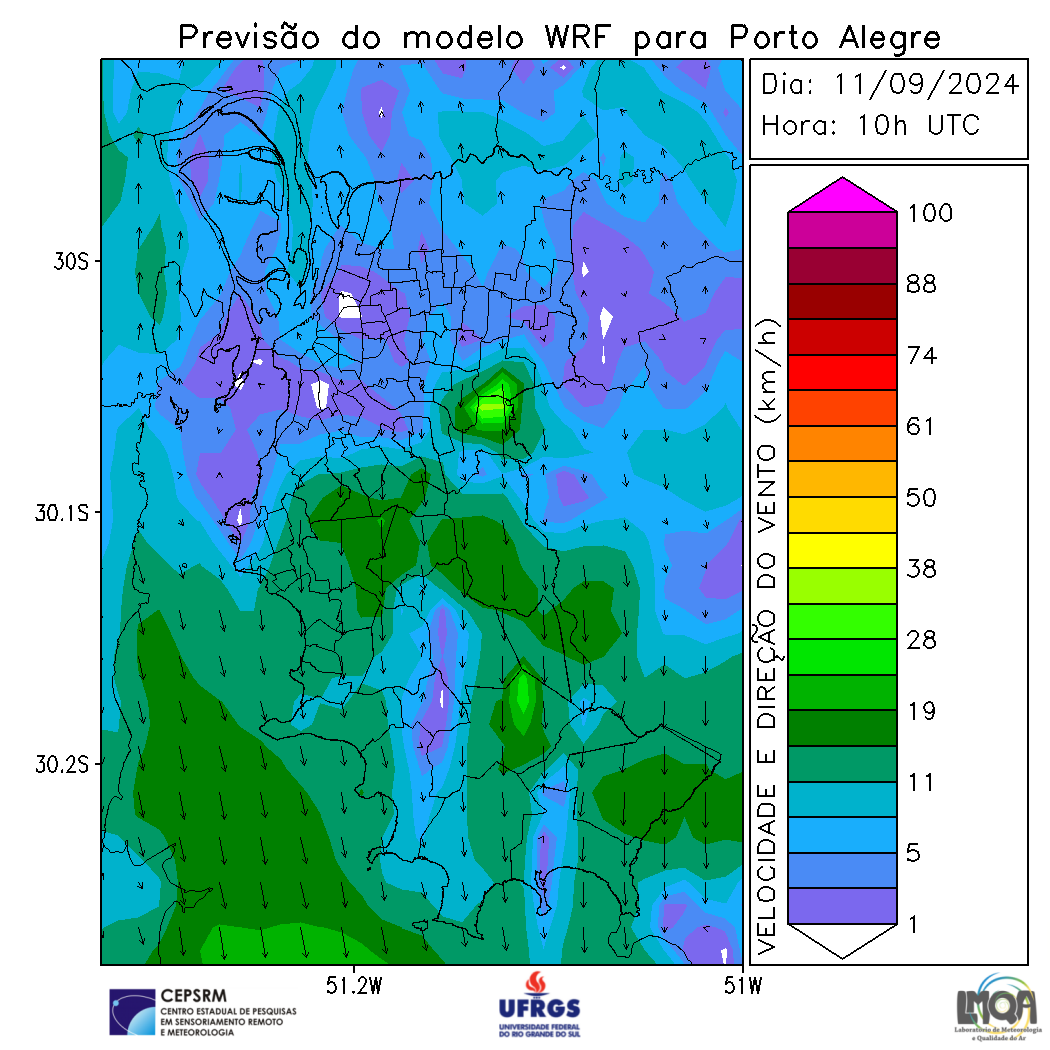 Previsão do modelo WRF para Porto Alegre
Dia: 11/09/2024
Hora: 10h UTC
30S
30.1S
30.2S
51.2W
51W
VELOCIDADE E DIREÇÃO DO VENTO (km/h)
100
88
74
61
50
38
28
19
11
5
1
CEPSRM
CENTRO ESTADUAL DE PESQUISAS
EM SENSORIAMENTO REMOTO
E METEOROLOGIA
UFRGS
UNIVERSIDADE FEDERAL
DO RIO GRANDE DO SUL
LMQA
Laboratório de Meteorologia
e Qualidade do Ar